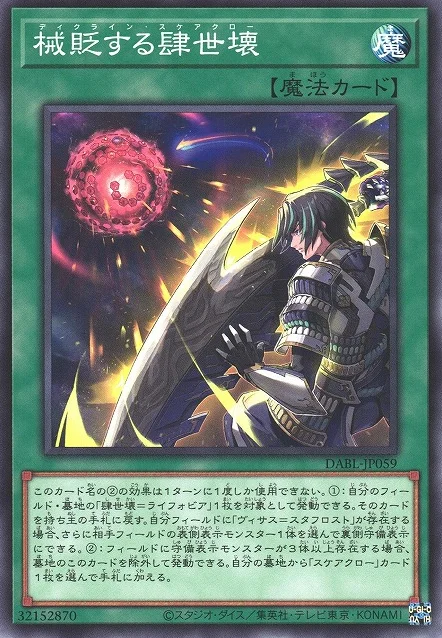 ディクライン・スケアクロー
械貶する肆世壊
魔
まほう
【魔法カード】
DABL-JP059
このカード名の②の効果は1ターンに1度しか使用できない。①：自分のフィー
ルド・墓地の「肆世壊＝ライフォビア」1枚を対象として発動できる。そのカード
を持ち主の手札に戻す。自分フィールドに「ヴィサス＝スタフロスト」が存在する
場合、さらに相手フィールドの表側表示モンスター1体を選んで裏側守備表示
にできる。②：フィールドに守備表示モンスターが3体以上存在する場合、
墓地のこのカードを除外して発動できる。自分の墓地から「スケアクロー」カード
1枚を選んで手札に加える。
32152870
©スタジオ・ダイス／集英社・テレビ東京・KONAMI